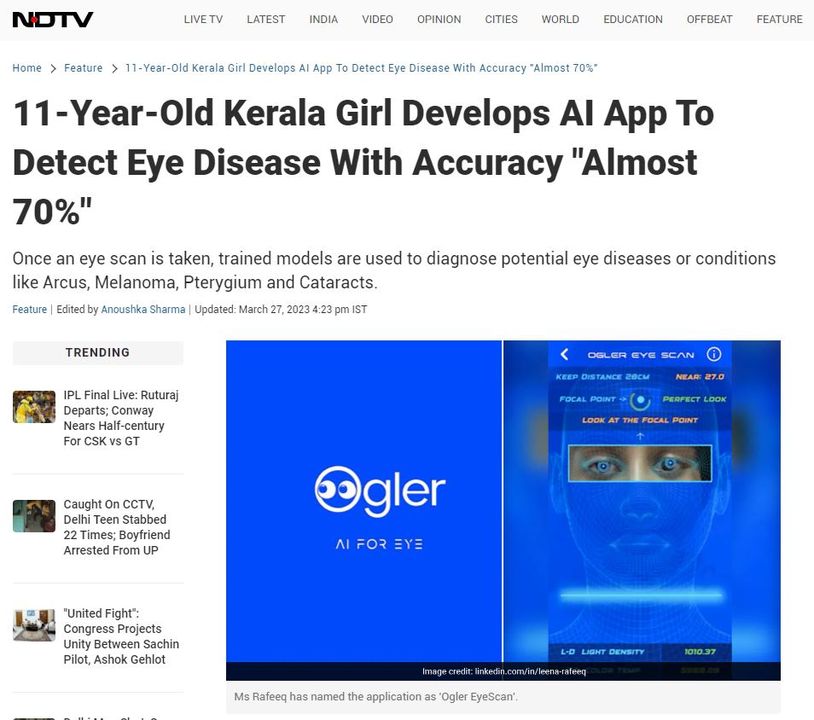 NDTV
LIVE TV LATEST INDIA VIDEO OPINION CITIES WORLD EDUCATION OFFBEAT FEATURE
Home > Feature > 11-Year-Old Kerala Girl Develops AI App To Detect Eye Disease With Accuracy "Almost 70%"
11-Year-Old Kerala Girl Develops AI App To
Detect Eye Disease With Accuracy "Almost
70%"
Once an eye scan is taken, trained models are used to diagnose potential eye diseases or conditions
like Arcus, Melanoma, Pterygium and Cataracts.
Feature | Edited by Anoushka Sharma | Updated: March 27, 2023 4:23 pm IST
TRENDING
IPL Final Live: Ruturaj
Departs; Conway
Nears Half-century
For CSK vs GT
Caught On CCTV,
Delhi Teen Stabbed
22 Times; Boyfriend
Arrested From UP
"United Fight":
Congress Projects
Unity Between Sachin
Pilot, Ashok Gehlot
Ogler
AI FOR EYE
OGLER EYE SCAN
KEEP DISTANCE 28CM NEAR: 27.0
FOCAL POINT -> PERFECT LOOK
LOOK AT THE FOCAL POINT
L-D LIGHT DENSITY 1010.37
COLOR TEMP
Image credit: linkedin.com/in/leena-rafeeq
Ms Rafeeq has named the application as 'Ogler EyeScan'.